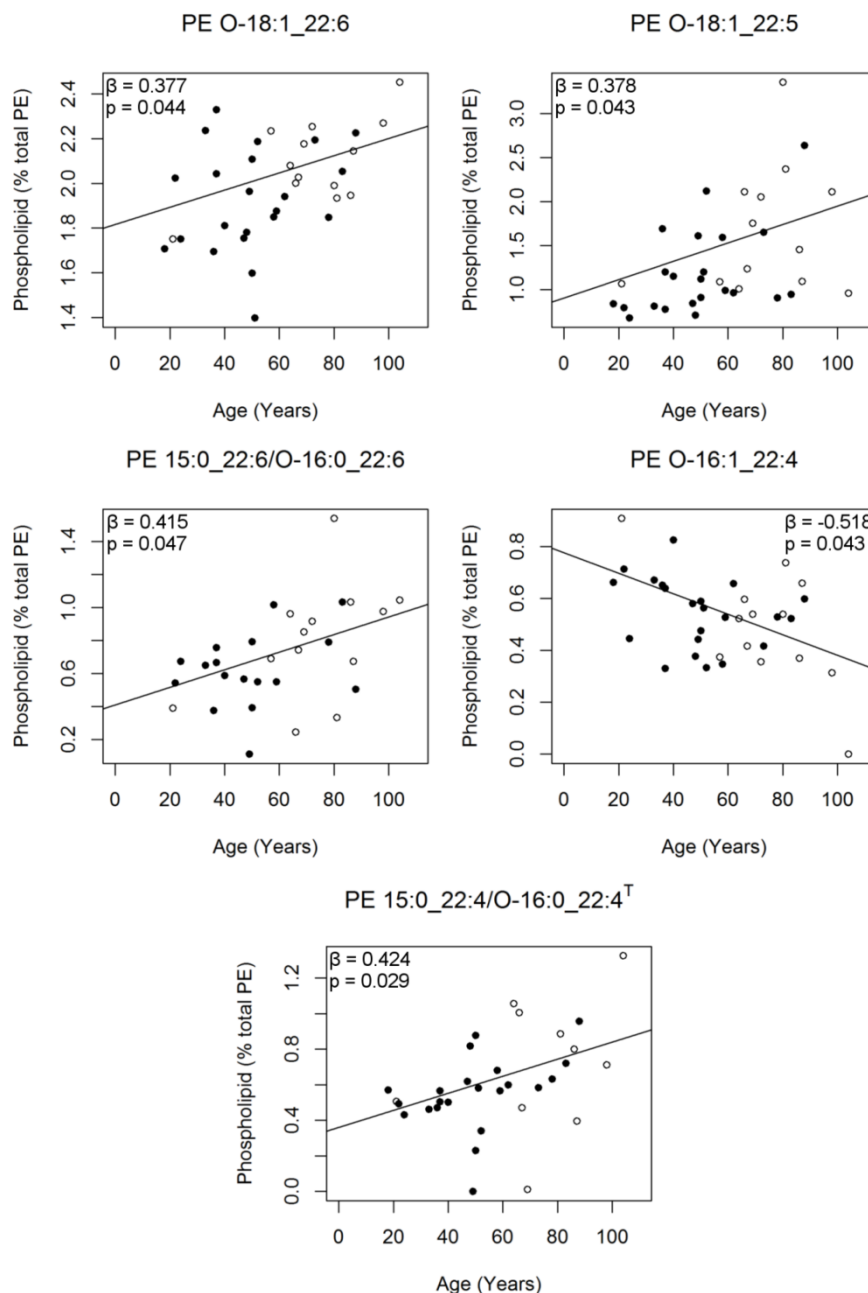 PE O-18:1_22:6
β = 0.377
p = 0.044
Phospholipid (% total PE)
2.4
2.2
2.0
1.8
1.6
1.4
0 20 40 60 80 100
Age (Years)
PE O-18:1_22:5
β = 0.378
p = 0.043
Phospholipid (% total PE)
3.0
2.5
2.0
1.5
1.0
0 20 40 60 80 100
Age (Years)
PE 15:0_22:6/O-16:0_22:6
β = 0.415
p = 0.047
Phospholipid (% total PE)
1.4
1.0
0.6
0.2
0 20 40 60 80 100
Age (Years)
PE O-16:1_22:4
β = -0.518
p = 0.043
Phospholipid (% total PE)
0.8
0.6
0.4
0.2
0.0
0 20 40 60 80 100
Age (Years)
PE 15:0_22:4/O-16:0_22:4ᵀ
β = 0.424
p = 0.029
Phospholipid (% total PE)
1.2
0.8
0.4
0.0
0 20 40 60 80 100
Age (Years)